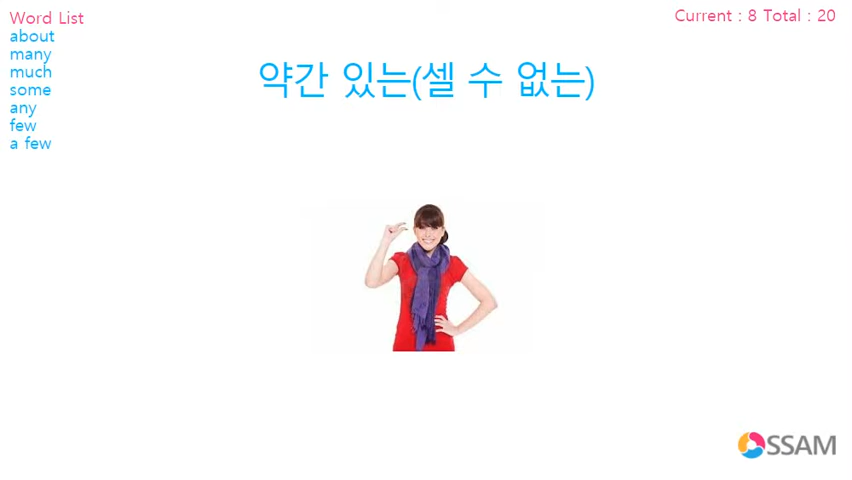 Word List
about
many
much
some
any
few
a few
Current : 8 Total : 20
약간 있는(셀 수 없는)
SSAM